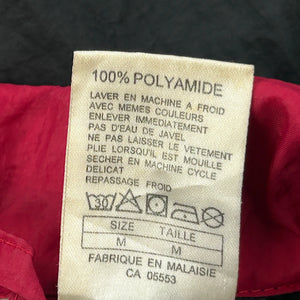 100% POLYAMIDE
LAVER EN MACHINE A FROID
AVEC MEMES COULEURS
ENLEVER IMMEDIATEMENT
PAS D'EAU DE JAVEL
NE PAS LAISSER LE VETEMENT
PLIE LORSQU'IL EST MOUILLE
SECHER EN MACHINE CYCLE
DELICAT
REPASSAGE FROID
30
SIZE TAILLE
M M
FABRIQUE EN MALAISIE
CA 05553